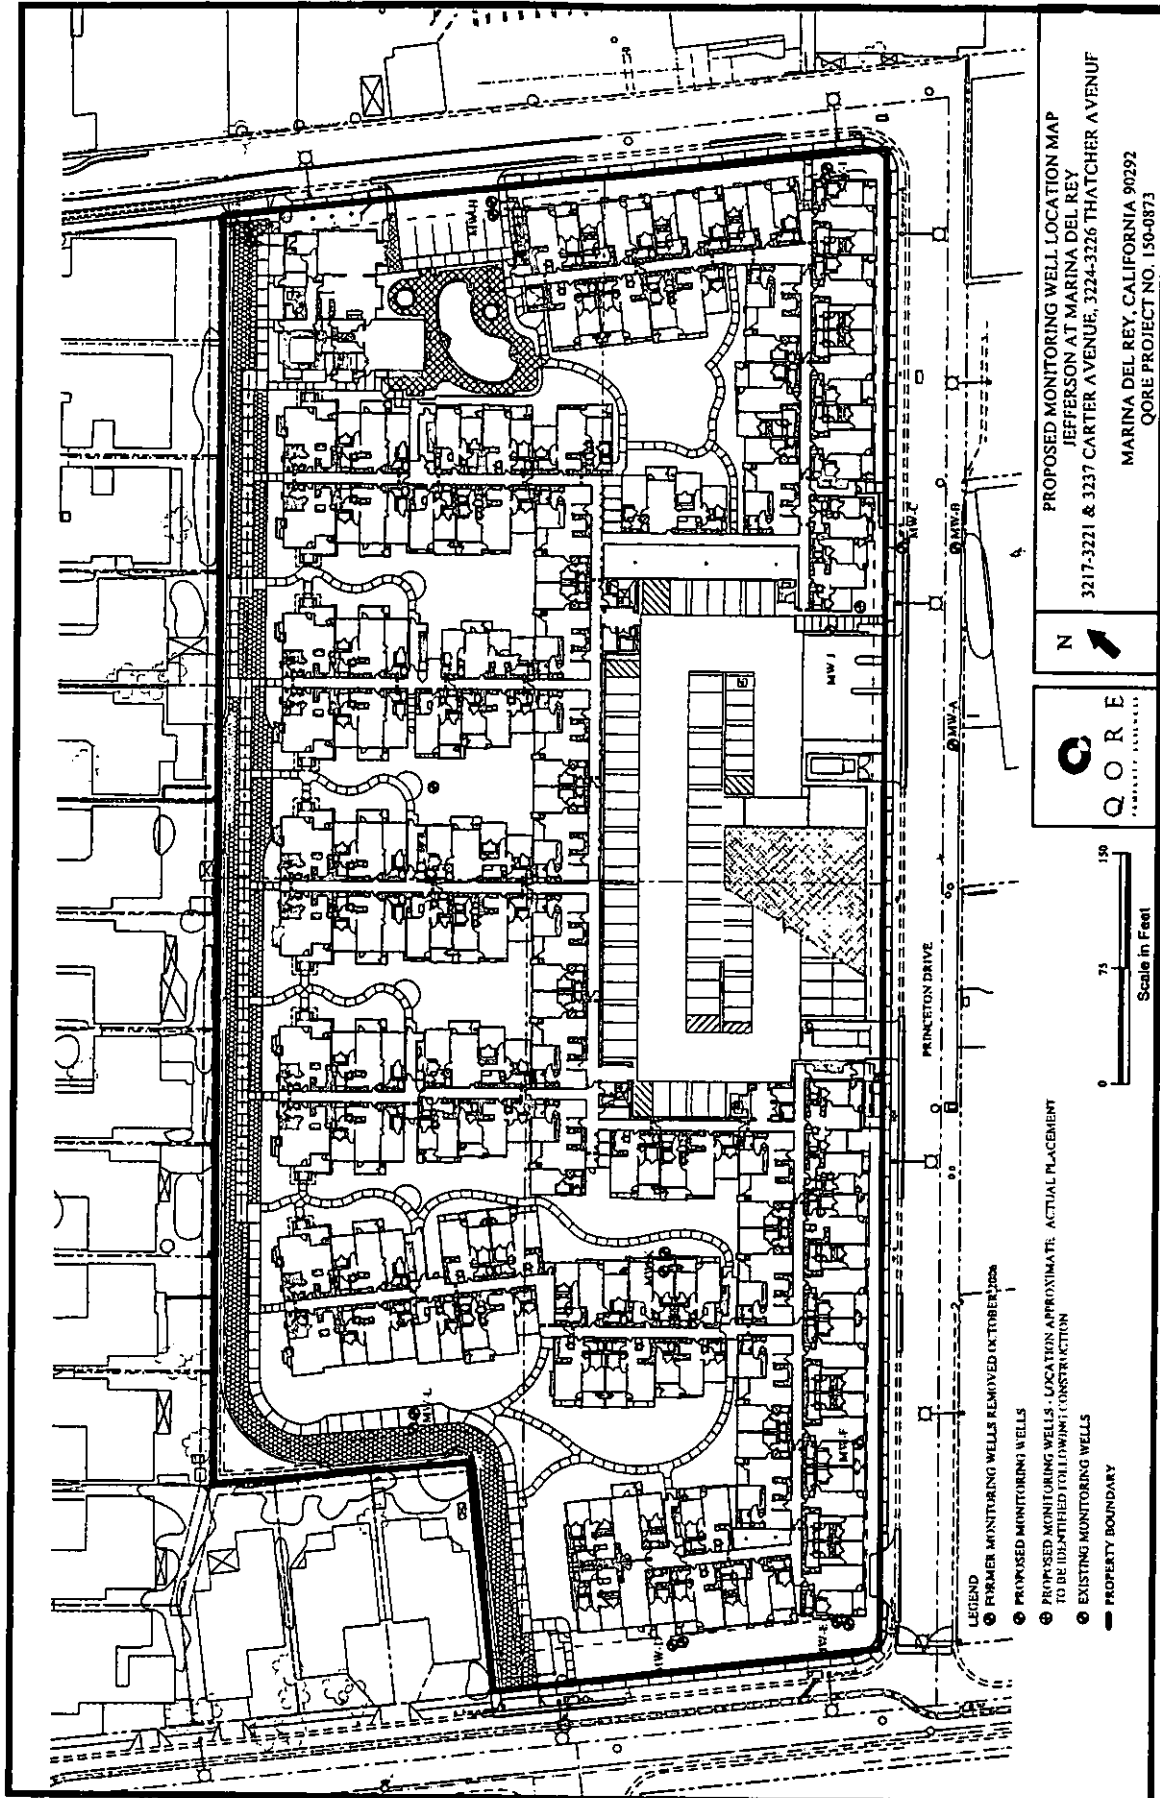 PROPOSED MONITORING WELL LOCATION MAP
JEFFERSON AT MARINA DEL REY
3217-3221 & 3237 CARTER AVENUE, 3224-3226 THATCHER AVENUE
MARINA DEL REY, CALIFORNIA 90292
QORE PROJECT NO. 150-0873
N
QORE
0 75 150
Scale in Feet
LEGEND
FORMER MONITORING WELLS REMOVED OCTOBER 2006
PROPOSED MONITORING WELLS
PROPOSED MONITORING WELLS - LOCATION APPROXIMATE, ACTUAL PLACEMENT
TO BE IDENTIFIED FOLLOWING CONSTRUCTION
EXISTING MONITORING WELLS
PROPERTY BOUNDARY
PRINCETON DRIVE
MW-A
MW-B
MW-C
MW-E
MW-F
MW-H
MW J
MW-L